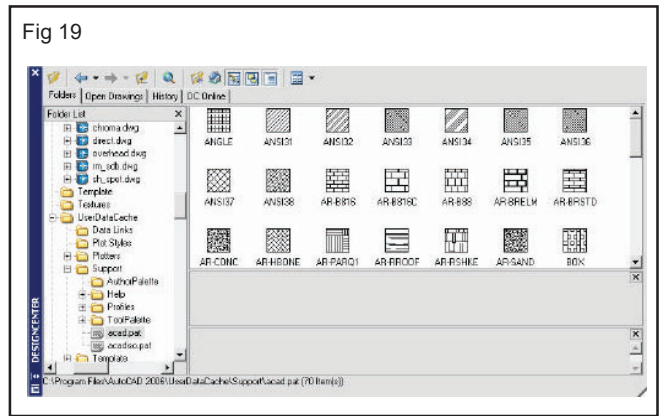 Fig 19
Folders
Open Drawings
History
DC Online
Folder List
chroma.dwg
direct.dwg
overhead.dwg
rm_sdb.dwg
sh_spot.dwg
Template
Textures
UserDataCache
Data Links
Plot Styles
Plotters
Support
AuthorPalette
Help
Profiles
ToolPalette
acad.pat
acadiso.pat
Template
ANGLE ANSI31 ANSI32 ANSI33 ANSI34 ANSI35 ANSI36
ANSI37 ANSI38 AR-B816 AR-B816C AR-B88 AR-BRELM AR-BRSTD
AR-CONC AR-HBONE AR-PARQ1 AR-RROOF AR-RSHKE AR-SAND BOX
DESIGNCENTER
C:\Program Files\AutoCAD 2006\UserDataCache\Support\acad.pat (70 Item(s))